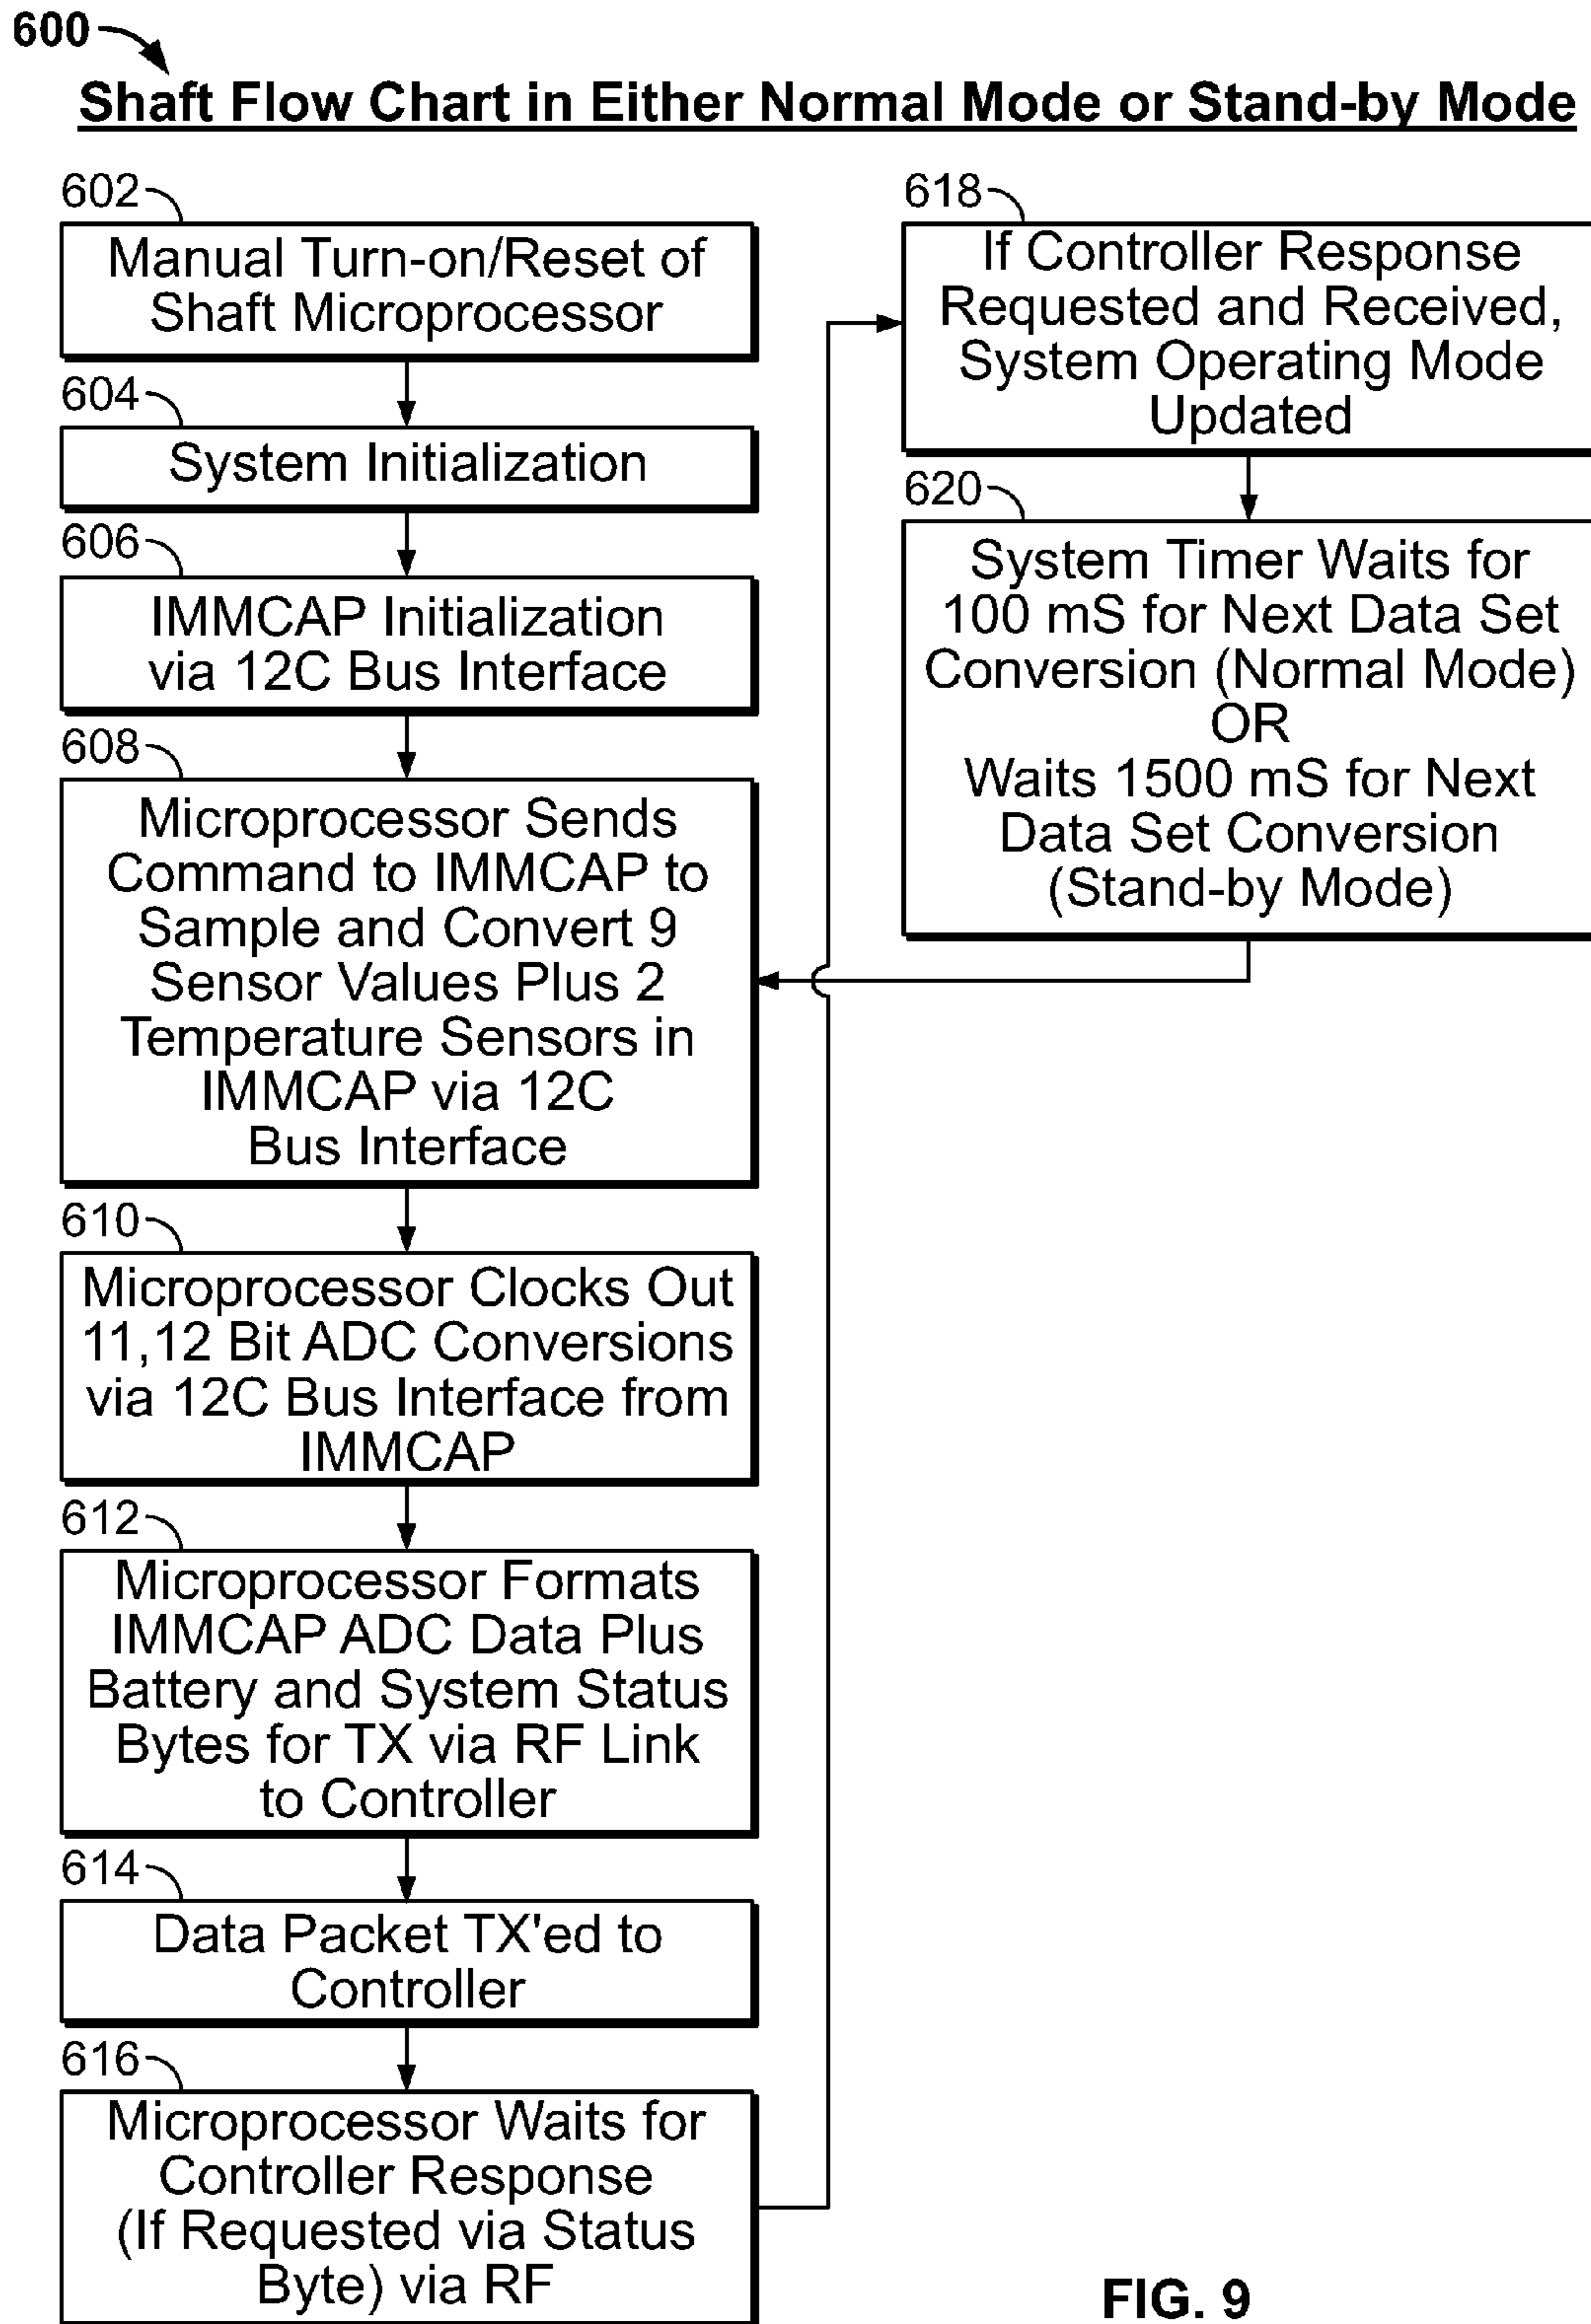 600
Shaft Flow Chart in Either Normal Mode or Stand-by Mode
602
Manual Turn-on/Reset of
Shaft Microprocessor
604
System Initialization
606
IMMCAP Initialization
via 12C Bus Interface
608
Microprocessor Sends
Command to IMMCAP to
Sample and Convert 9
Sensor Values Plus 2
Temperature Sensors in
IMMCAP via 12C
Bus Interface
610
Microprocessor Clocks Out
11,12 Bit ADC Conversions
via 12C Bus Interface from
IMMCAP
612
Microprocessor Formats
IMMCAP ADC Data Plus
Battery and System Status
Bytes for TX via RF Link
to Controller
614
Data Packet TX'ed to
Controller
616
Microprocessor Waits for
Controller Response
(If Requested via Status
Byte) via RF
618
If Controller Response
Requested and Received,
System Operating Mode
Updated
620
System Timer Waits for
100 mS for Next Data Set
Conversion (Normal Mode)
OR
Waits 1500 mS for Next
Data Set Conversion
(Stand-by Mode)
FIG. 9